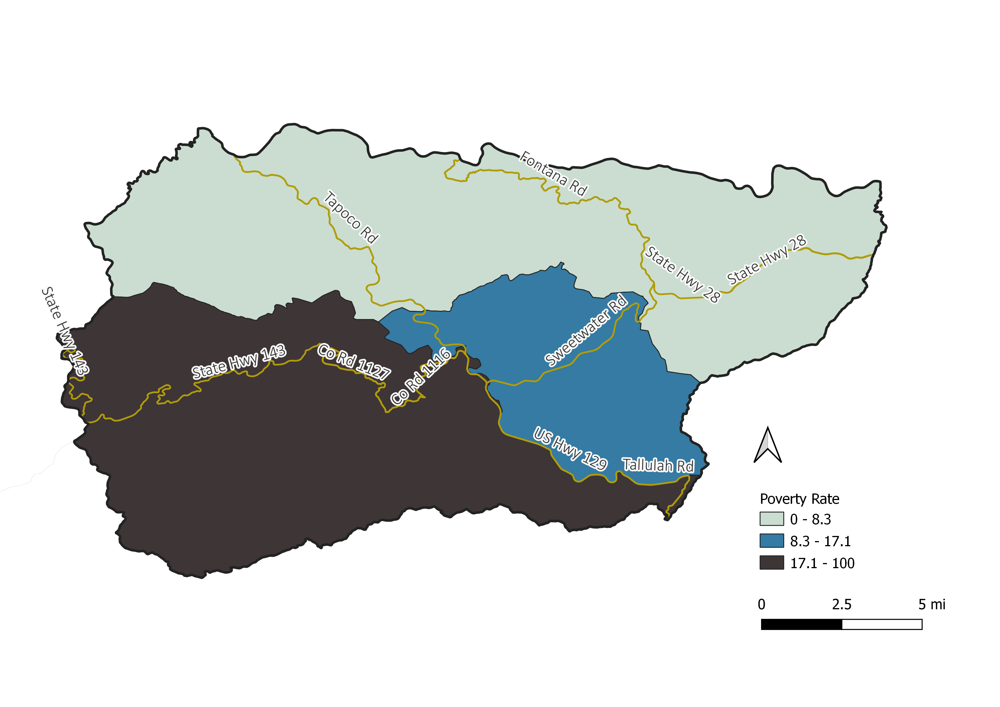 Fontana Rd
Tapoco Rd
State Hwy 28
State Hwy 28
State Hwy 143
Sweetwater Rd
State Hwy 143
Co Rd 1127
Co Rd 1116
US Hwy 129
Tallulah Rd
Poverty Rate
0 - 8.3
8.3 - 17.1
17.1 - 100
0 2.5 5 mi